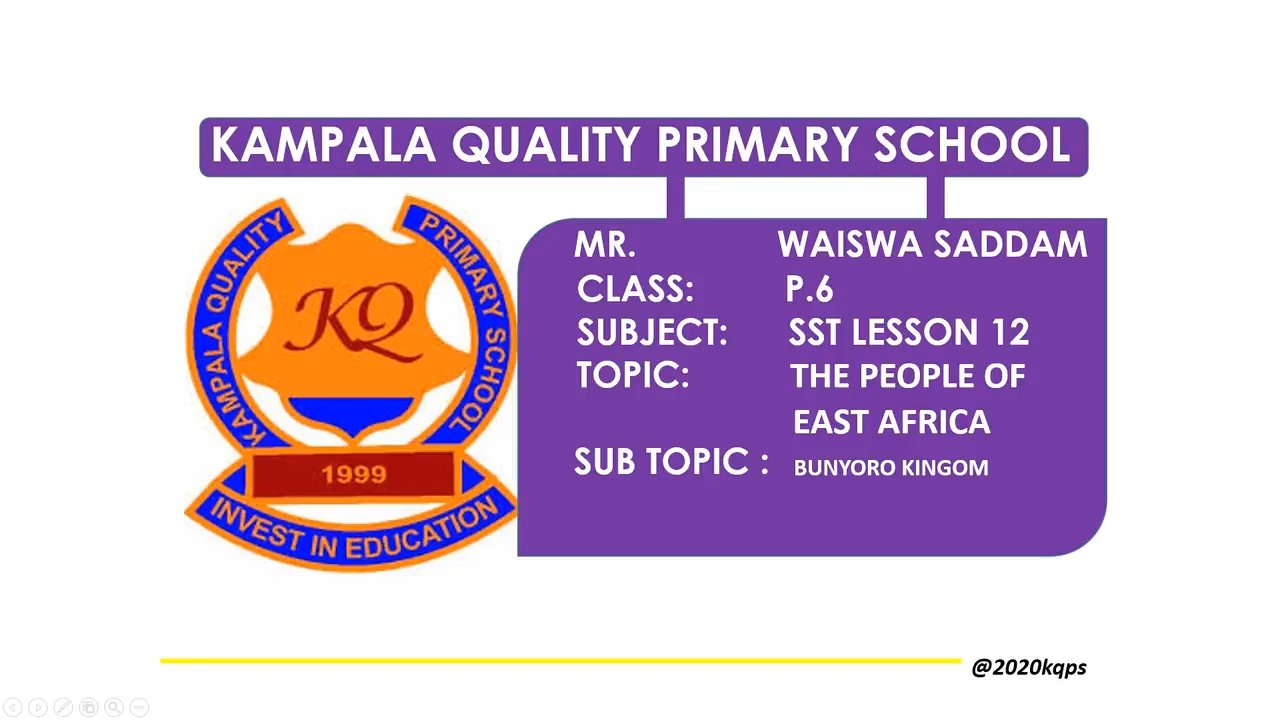 KAMPALA QUALITY PRIMARY SCHOOL
KAMPALA QUALITY PRIMARY SCHOOL
KQ
1999
INVEST IN EDUCATION
MR. WAISWA SADDAM
CLASS: P.6
SUBJECT: SST LESSON 12
TOPIC: THE PEOPLE OF
EAST AFRICA
SUB TOPIC : BUNYORO KINGOM
@2020kqps